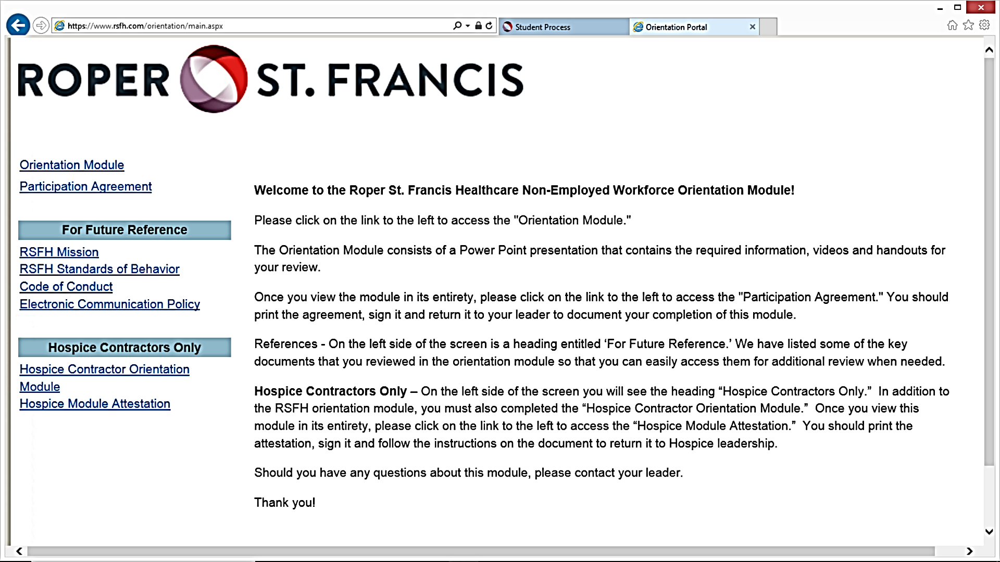 https://www.rsfh.com/orientation/main.aspx
Student Process
Orientation Portal
ROPER ST. FRANCIS
Orientation Module
Participation Agreement
For Future Reference
RSFH Mission
RSFH Standards of Behavior
Code of Conduct
Electronic Communication Policy
Hospice Contractors Only
Hospice Contractor Orientation
Module
Hospice Module Attestation
Welcome to the Roper St. Francis Healthcare Non-Employed Workforce Orientation Module!
Please click on the link to the left to access the "Orientation Module."
The Orientation Module consists of a Power Point presentation that contains the required information, videos and handouts for
your review.
Once you view the module in its entirety, please click on the link to the left to access the "Participation Agreement." You should
print the agreement, sign it and return it to your leader to document your completion of this module.
References - On the left side of the screen is a heading entitled ‘For Future Reference.’ We have listed some of the key
documents that you reviewed in the orientation module so that you can easily access them for additional review when needed.
Hospice Contractors Only – On the left side of the screen you will see the heading “Hospice Contractors Only.”  In addition to
the RSFH orientation module, you must also completed the “Hospice Contractor Orientation Module.”  Once you view this
module in its entirety, please click on the link to the left to access the “Hospice Module Attestation.”  You should print the
attestation, sign it and follow the instructions on the document to return it to Hospice leadership.
Should you have any questions about this module, please contact your leader.
Thank you!